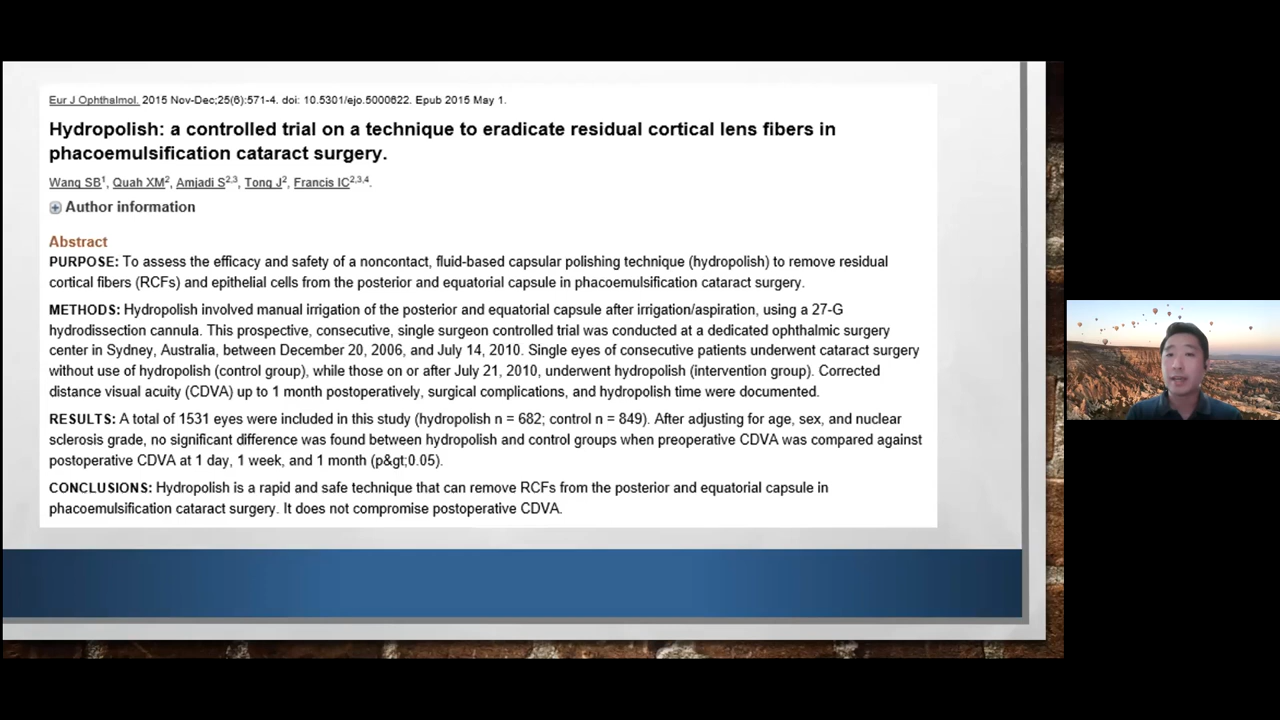 Eur J Ophthalmol. 2015 Nov-Dec;25(6):571-4. doi: 10.5301/ejo.5000622. Epub 2015 May 1.
Hydropolish: a controlled trial on a technique to eradicate residual cortical lens fibers in
phacoemulsification cataract surgery.
Wang SB1, Quah XM2, Amjadi S2,3, Tong J2, Francis IC2,3,4.
Author information
Abstract
PURPOSE: To assess the efficacy and safety of a noncontact, fluid-based capsular polishing technique (hydropolish) to remove residual
cortical fibers (RCFs) and epithelial cells from the posterior and equatorial capsule in phacoemulsification cataract surgery.
METHODS: Hydropolish involved manual irrigation of the posterior and equatorial capsule after irrigation/aspiration, using a 27-G
hydrodissection cannula. This prospective, consecutive, single surgeon controlled trial was conducted at a dedicated ophthalmic surgery
center in Sydney, Australia, between December 20, 2006, and July 14, 2010. Single eyes of consecutive patients underwent cataract surgery
without use of hydropolish (control group), while those on or after July 21, 2010, underwent hydropolish (intervention group). Corrected
distance visual acuity (CDVA) up to 1 month postoperatively, surgical complications, and hydropolish time were documented.
RESULTS: A total of 1531 eyes were included in this study (hydropolish n = 682; control n = 849). After adjusting for age, sex, and nuclear
sclerosis grade, no significant difference was found between hydropolish and control groups when preoperative CDVA was compared against
postoperative CDVA at 1 day, 1 week, and 1 month (p&gt;0.05).
CONCLUSIONS: Hydropolish is a rapid and safe technique that can remove RCFs from the posterior and equatorial capsule in
phacoemulsification cataract surgery. It does not compromise postoperative CDVA.